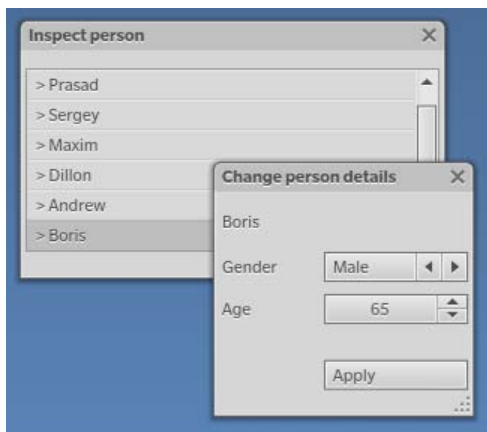 Inspect person
> Prasad
> Sergey
> Maxim
> Dillon
> Andrew
> Boris
Change person details
Boris
Gender Male
Age 65
Apply